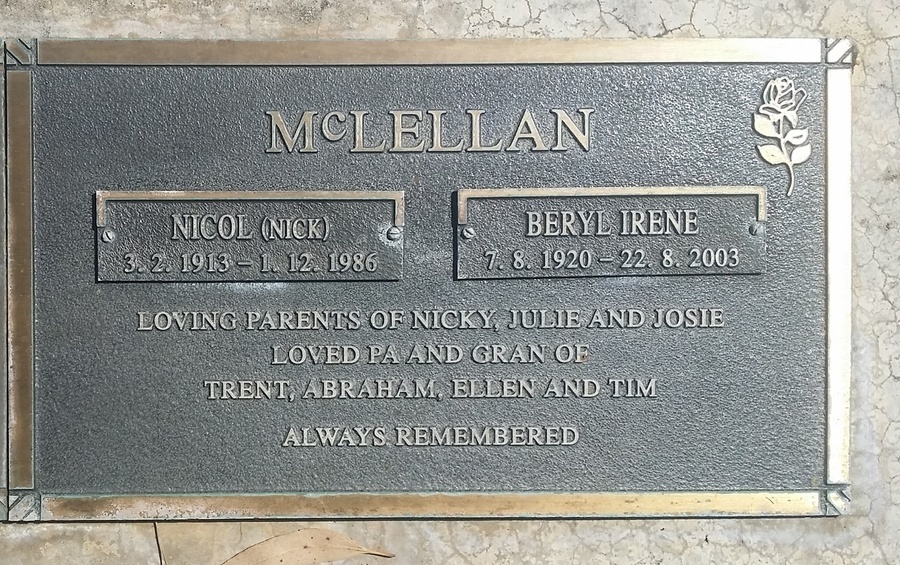 McLELLAN
NICOL (NICK)
3. 2. 1913 – 1. 12. 1986
BERYL IRENE
7. 8. 1920 – 22. 8. 2003
LOVING PARENTS OF NICKY, JULIE AND JOSIE
LOVED PA AND GRAN OF
TRENT, ABRAHAM, ELLEN AND TIM
ALWAYS REMEMBERED